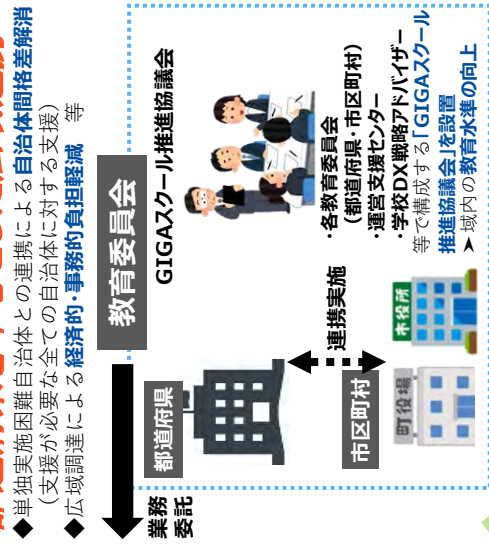 ◆単独実施困難自治体との連携による自治体間格差解消
(支援が必要な全ての自治体に対する支援)
◆広域調達による経済的・事務的負担軽減 等
教育委員会
業務
委託
都道府県
GIGAスクール推進協議会
連携実施
市区町村
町役場
市役所
・各教育委員会
(都道府県・市区町村)
・運営支援センター
・学校DX戦略アドバイザー
等で構成する「GIGAスクール
推進協議会」を設置
➤ 域内の教育水準の向上